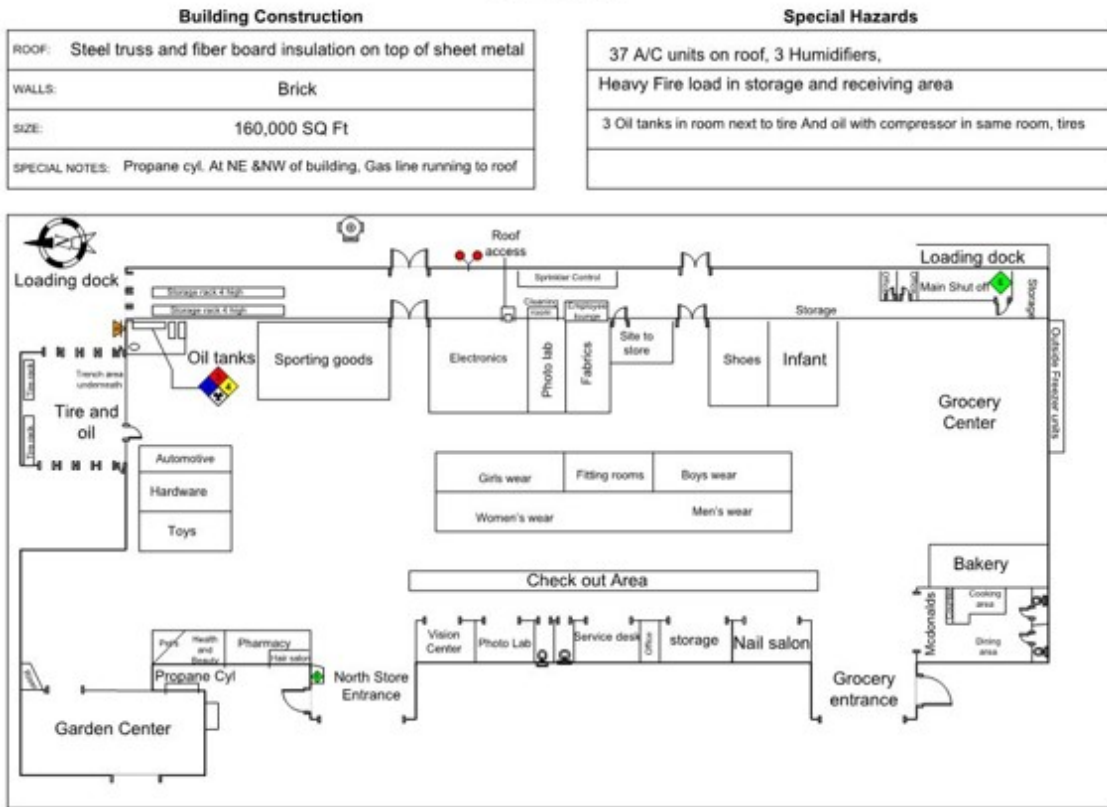 Building Construction
ROOF: Steel truss and fiber board insulation on top of sheet metal
WALLS: Brick
SIZE: 160,000 SQ Ft
SPECIAL NOTES: Propane cyl. At NE &NW of building, Gas line running to roof
Special Hazards
37 A/C units on roof, 3 Humidifiers,
Heavy Fire load in storage and receiving area
3 Oil tanks in room next to tire And oil with compressor in same room, tires
Roof
access
Loading dock
Loading dock
Sprinkler Control
Main Shut off
Storage
Storage rack 4 high
Storage rack 4 high
Cleaning
room
Employee
lounge
Storage
Oil tanks
Sporting goods
Electronics
Photo lab
Fabrics
Site to
store
Shoes
Infant
Outside Freezer units
Trench area
underneath
Tire rack
Tire rack
Tire and
oil
4
Grocery
Center
Automotive
Hardware
Toys
Girls wear
Fitting rooms
Boys wear
Women's wear
Men's wear
Check out Area
Bakery
Mcdonalds
Cooking
area
Dining
area
Pets
Health
and
Beauty
Pharmacy
Hair salon
Vision
Center
Photo Lab
Service desk
Office
storage
Nail salon
Propane Cyl
North Store
Entrance
Grocery
entrance
Garden Center